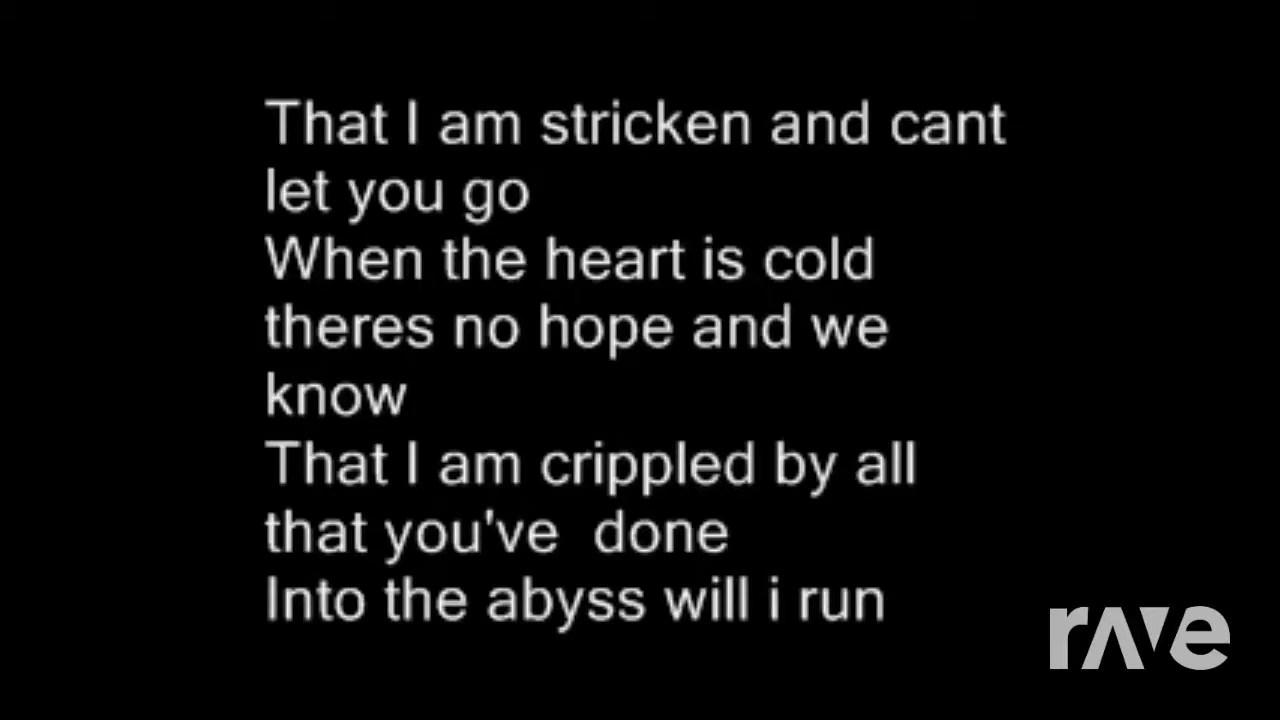 That I am stricken and cant
let you go
When the heart is cold
theres no hope and we
know
That I am crippled by all
that you've  done
Into the abyss will i run
rave